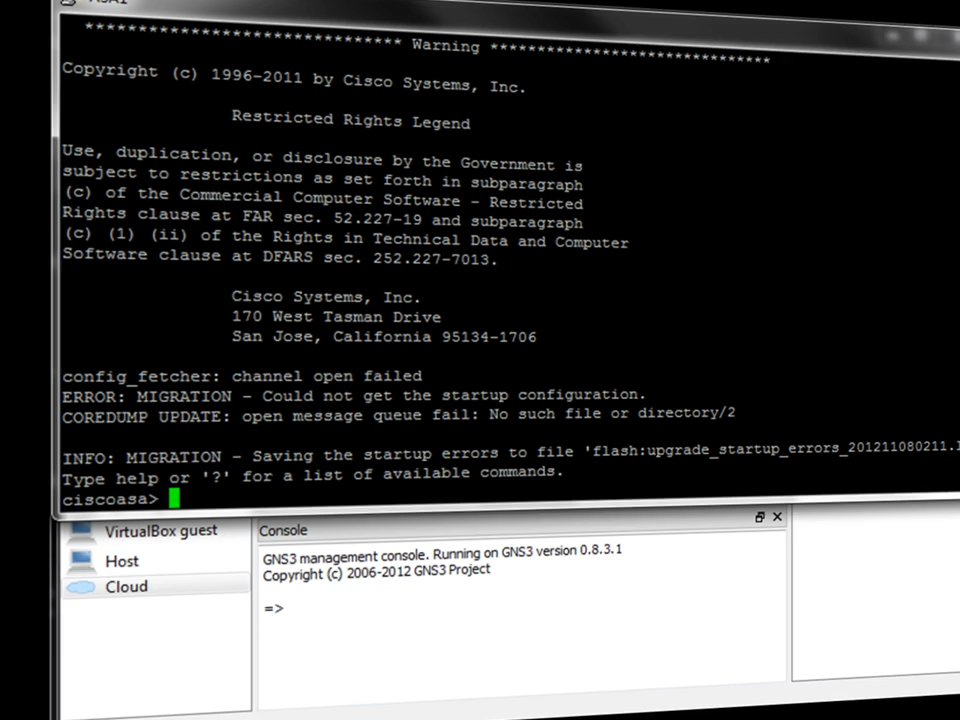 ****************************** Warning ******************************
Copyright (c) 1996-2011 by Cisco Systems, Inc.
Restricted Rights Legend
Use, duplication, or disclosure by the Government is
subject to restrictions as set forth in subparagraph
(c) of the Commercial Computer Software - Restricted
Rights clause at FAR sec. 52.227-19 and subparagraph
(c) (1) (ii) of the Rights in Technical Data and Computer
Software clause at DFARS sec. 252.227-7013.
Cisco Systems, Inc.
170 West Tasman Drive
San Jose, California 95134-1706
config_fetcher: channel open failed
ERROR: MIGRATION - Could not get the startup configuration.
COREDUMP UPDATE: open message queue fail: No such file or directory/2
INFO: MIGRATION - Saving the startup errors to file 'flash:upgrade_startup_errors_201211080211.l
Type help or '?' for a list of available commands.
ciscoasa>
VirtualBox guest
Host
Cloud
Console
GNS3 management console. Running on GNS3 version 0.8.3.1
Copyright (c) 2006-2012 GNS3 Project
=>